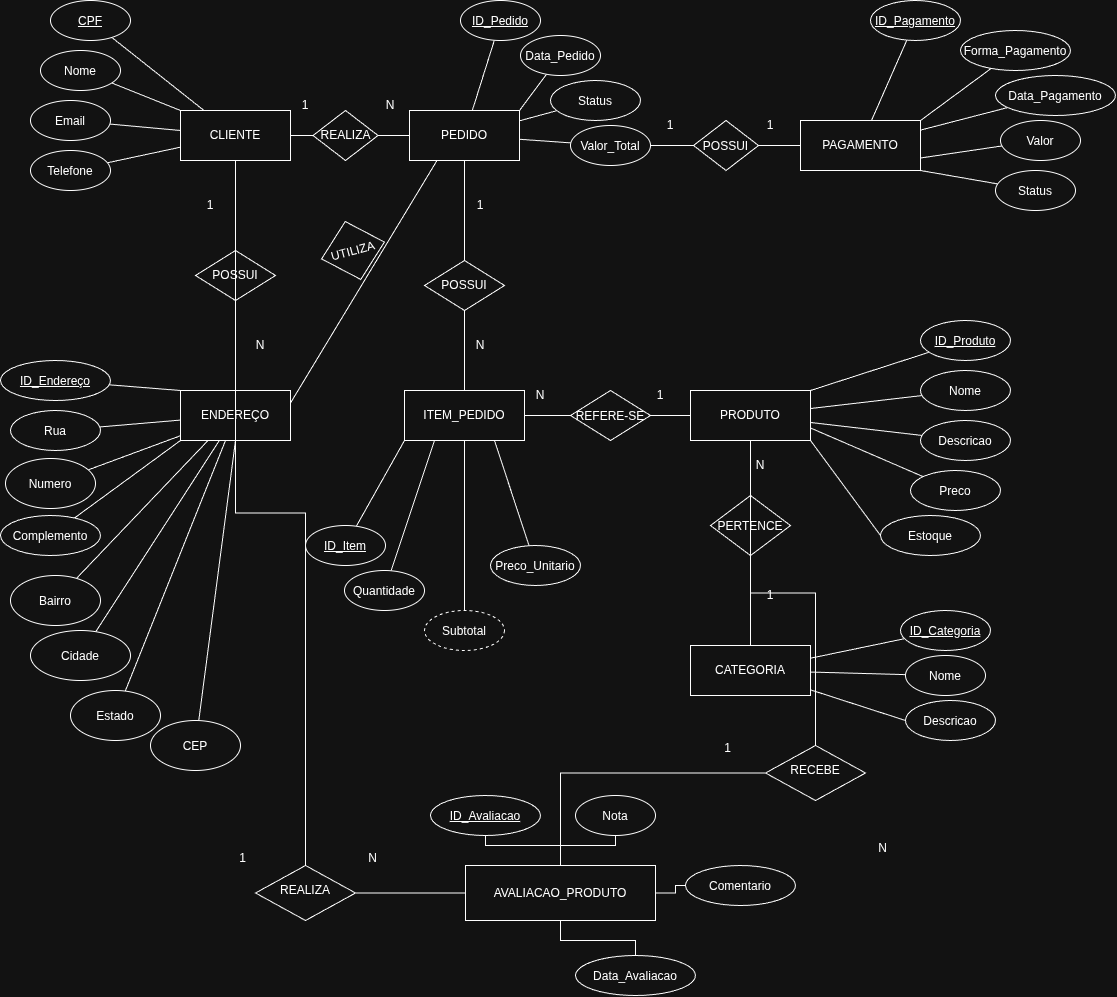 CPF
ID_Pedido
ID_Pagamento
Forma_Pagamento
Data_Pedido
Nome
Data_Pagamento
Status
1
N
Email
1
1
CLIENTE
REALIZA
PEDIDO
Valor_Total
POSSUI
PAGAMENTO
Valor
Telefone
Status
1
1
UTILIZA
POSSUI
POSSUI
N
N
ID_Produto
ID_Endereço
Nome
N
1
ENDEREÇO
ITEM_PEDIDO
REFERE-SE
PRODUTO
Rua
Descricao
N
Numero
Preco
PERTENCE
Complemento
Estoque
ID_Item
Preco_Unitario
Quantidade
1
Bairro
Subtotal
ID_Categoria
Cidade
CATEGORIA
Nome
Estado
Descricao
CEP
1
RECEBE
ID_Avaliacao
Nota
N
1
N
REALIZA
AVALIACAO_PRODUTO
Comentario
Data_Avaliacao